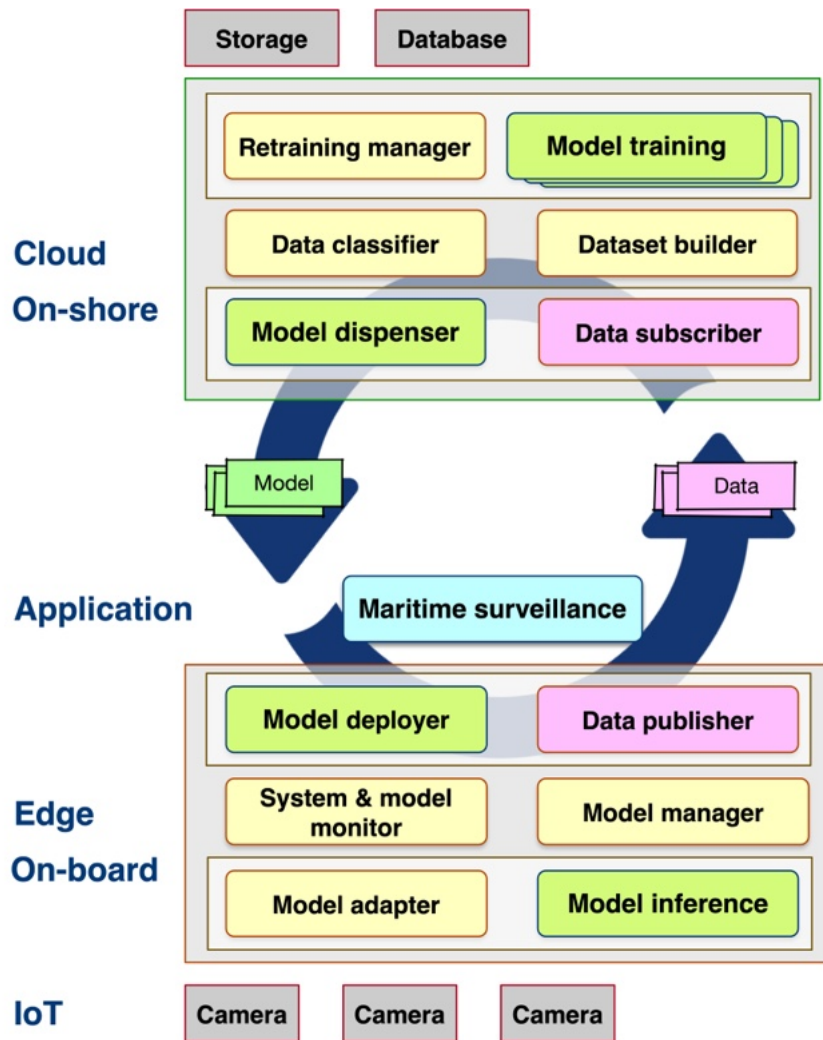 Storage
Database
Retraining manager
Model training
Cloud
On-shore
Data classifier
Dataset builder
Model dispenser
Data subscriber
Model
Data
Application
Maritime surveillance
Model deployer
Data publisher
Edge
On-board
System & model
monitor
Model manager
Model adapter
Model inference
IoT
Camera
Camera
Camera